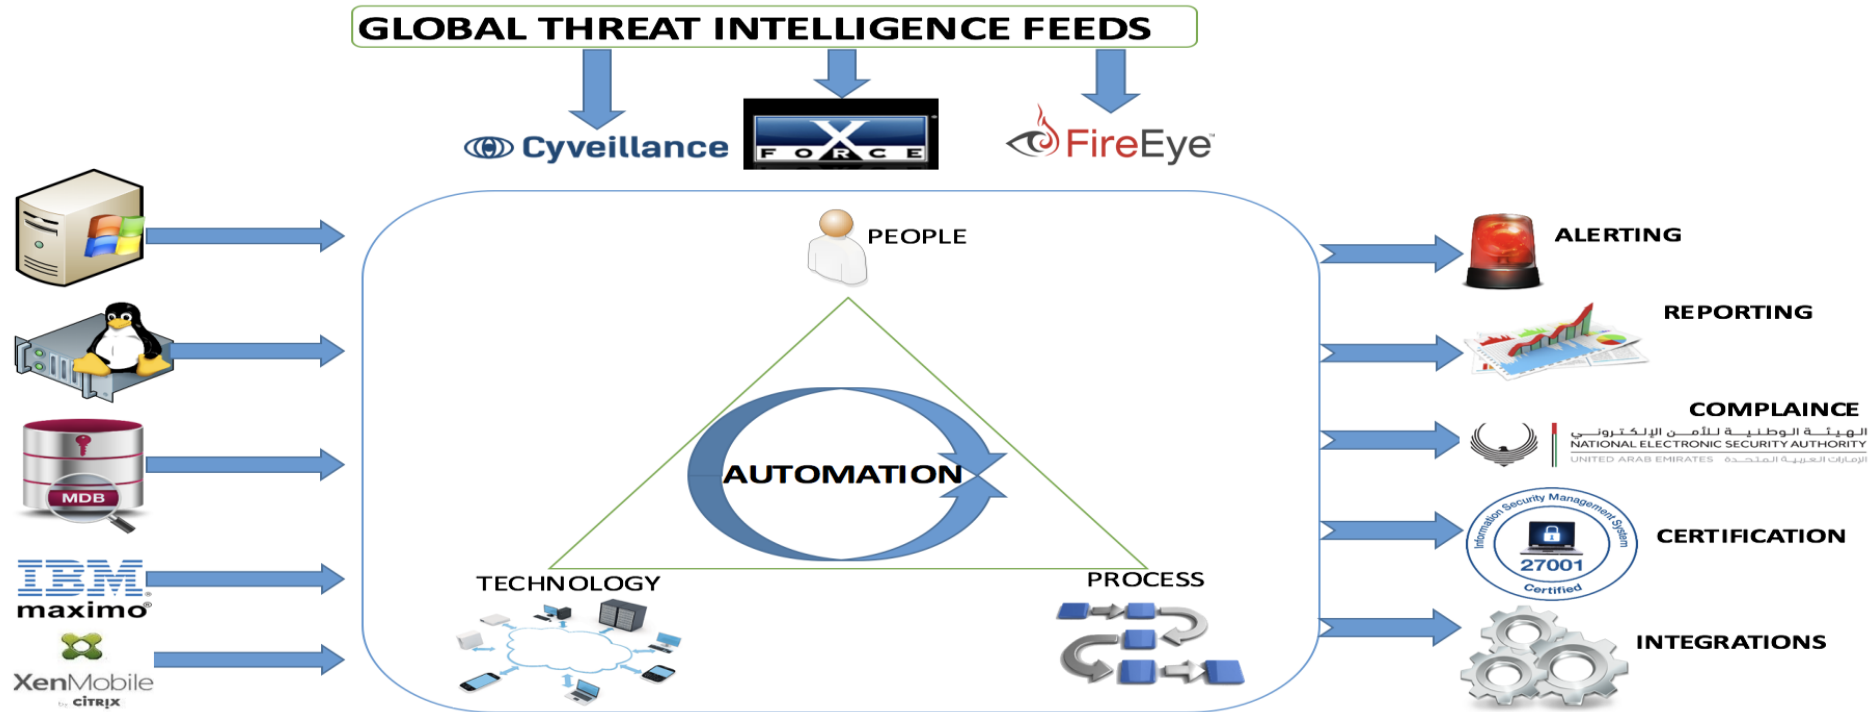 GLOBAL THREAT INTELLIGENCE FEEDS
Cyveillance
X
FORCE
FireEye™
PEOPLE
AUTOMATION
TECHNOLOGY
PROCESS
MDB
IBM
maximo®
XenMobile
by CITRIX
ALERTING
REPORTING
COMPLAINCE
الهيئة الوطنية للأمن الإلكتروني
NATIONAL ELECTRONIC SECURITY AUTHORITY
UNITED ARAB EMIRATES الإمارات العربية المتحدة
Information Security Management System
27001
Certified
CERTIFICATION
INTEGRATIONS